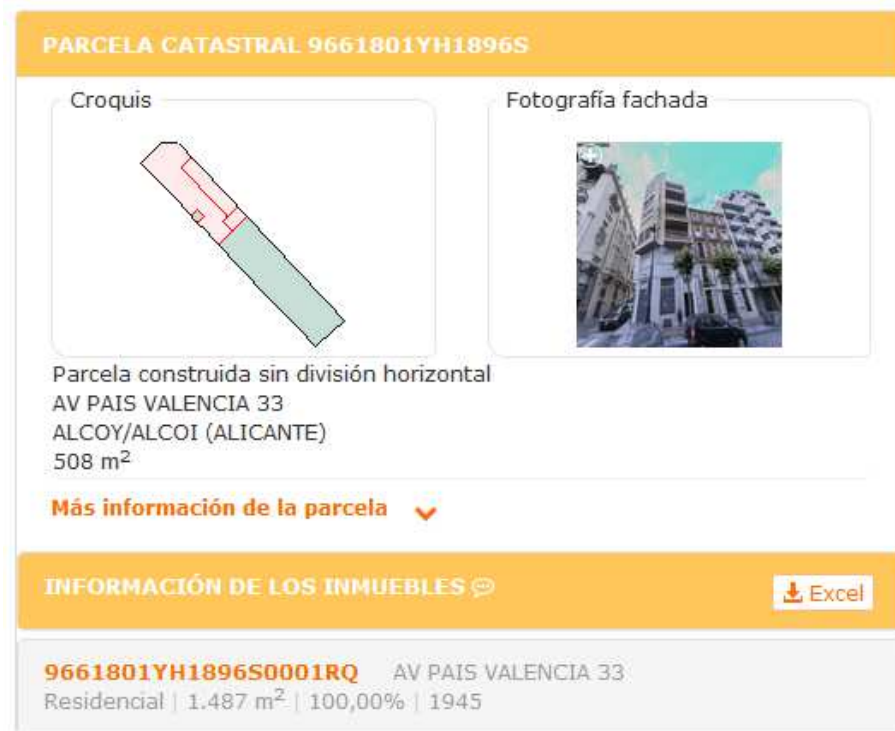 PARCELA CATASTRAL 9661801YH1896S
Croquis
Fotografía fachada
Parcela construida sin división horizontal
AV PAIS VALENCIA 33
ALCOY/ALCOI (ALICANTE)
508 m²
Más información de la parcela
INFORMACIÓN DE LOS INMUEBLES
Excel
9661801YH1896S0001RQ AV PAIS VALENCIA 33
Residencial | 1.487 m² | 100,00% | 1945